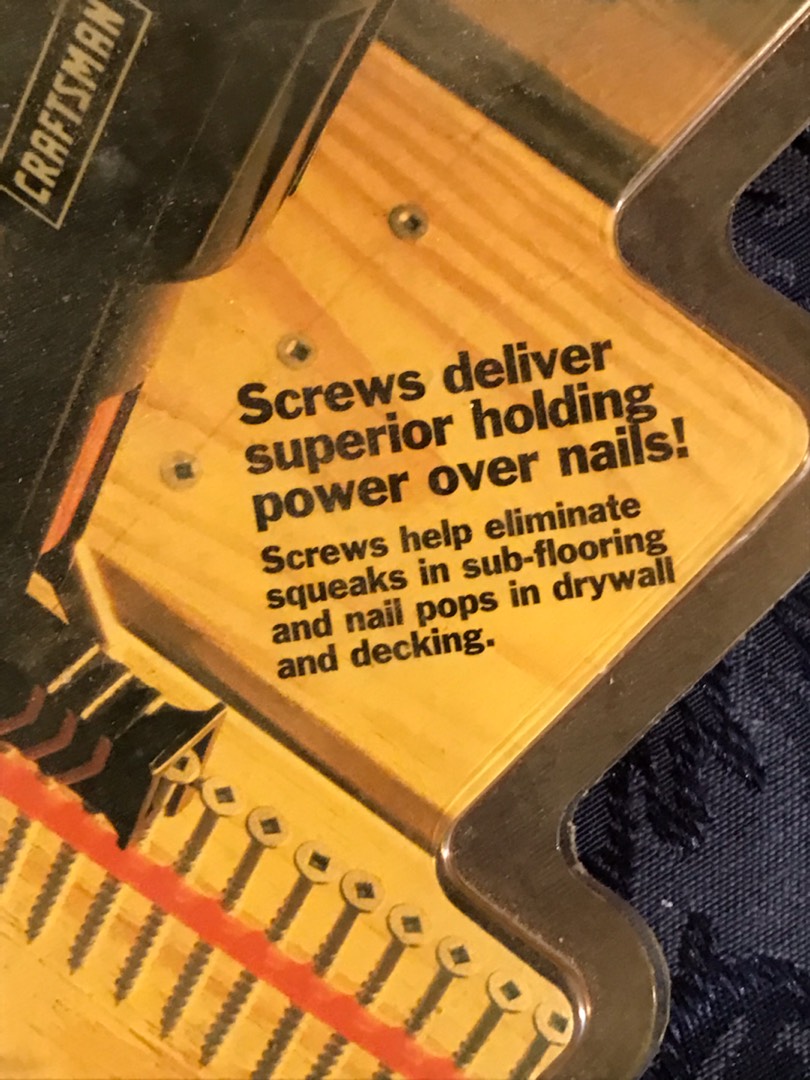 CRAFTSMAN
Screws deliver
superior holding
power over nails!
Screws help eliminate
squeaks in sub-flooring
and nail pops in drywall
and decking.